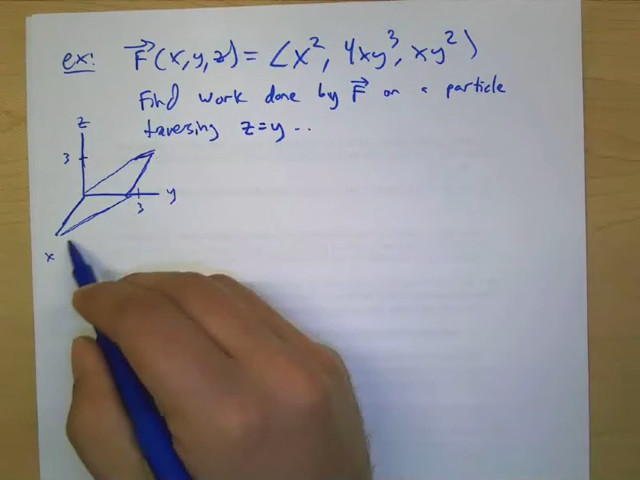 ex: F(x,y,z) = ⟨x², 4xy³, xy²⟩
Find work done by F on a particle
traversing z=y ..
z
3
y
3
x